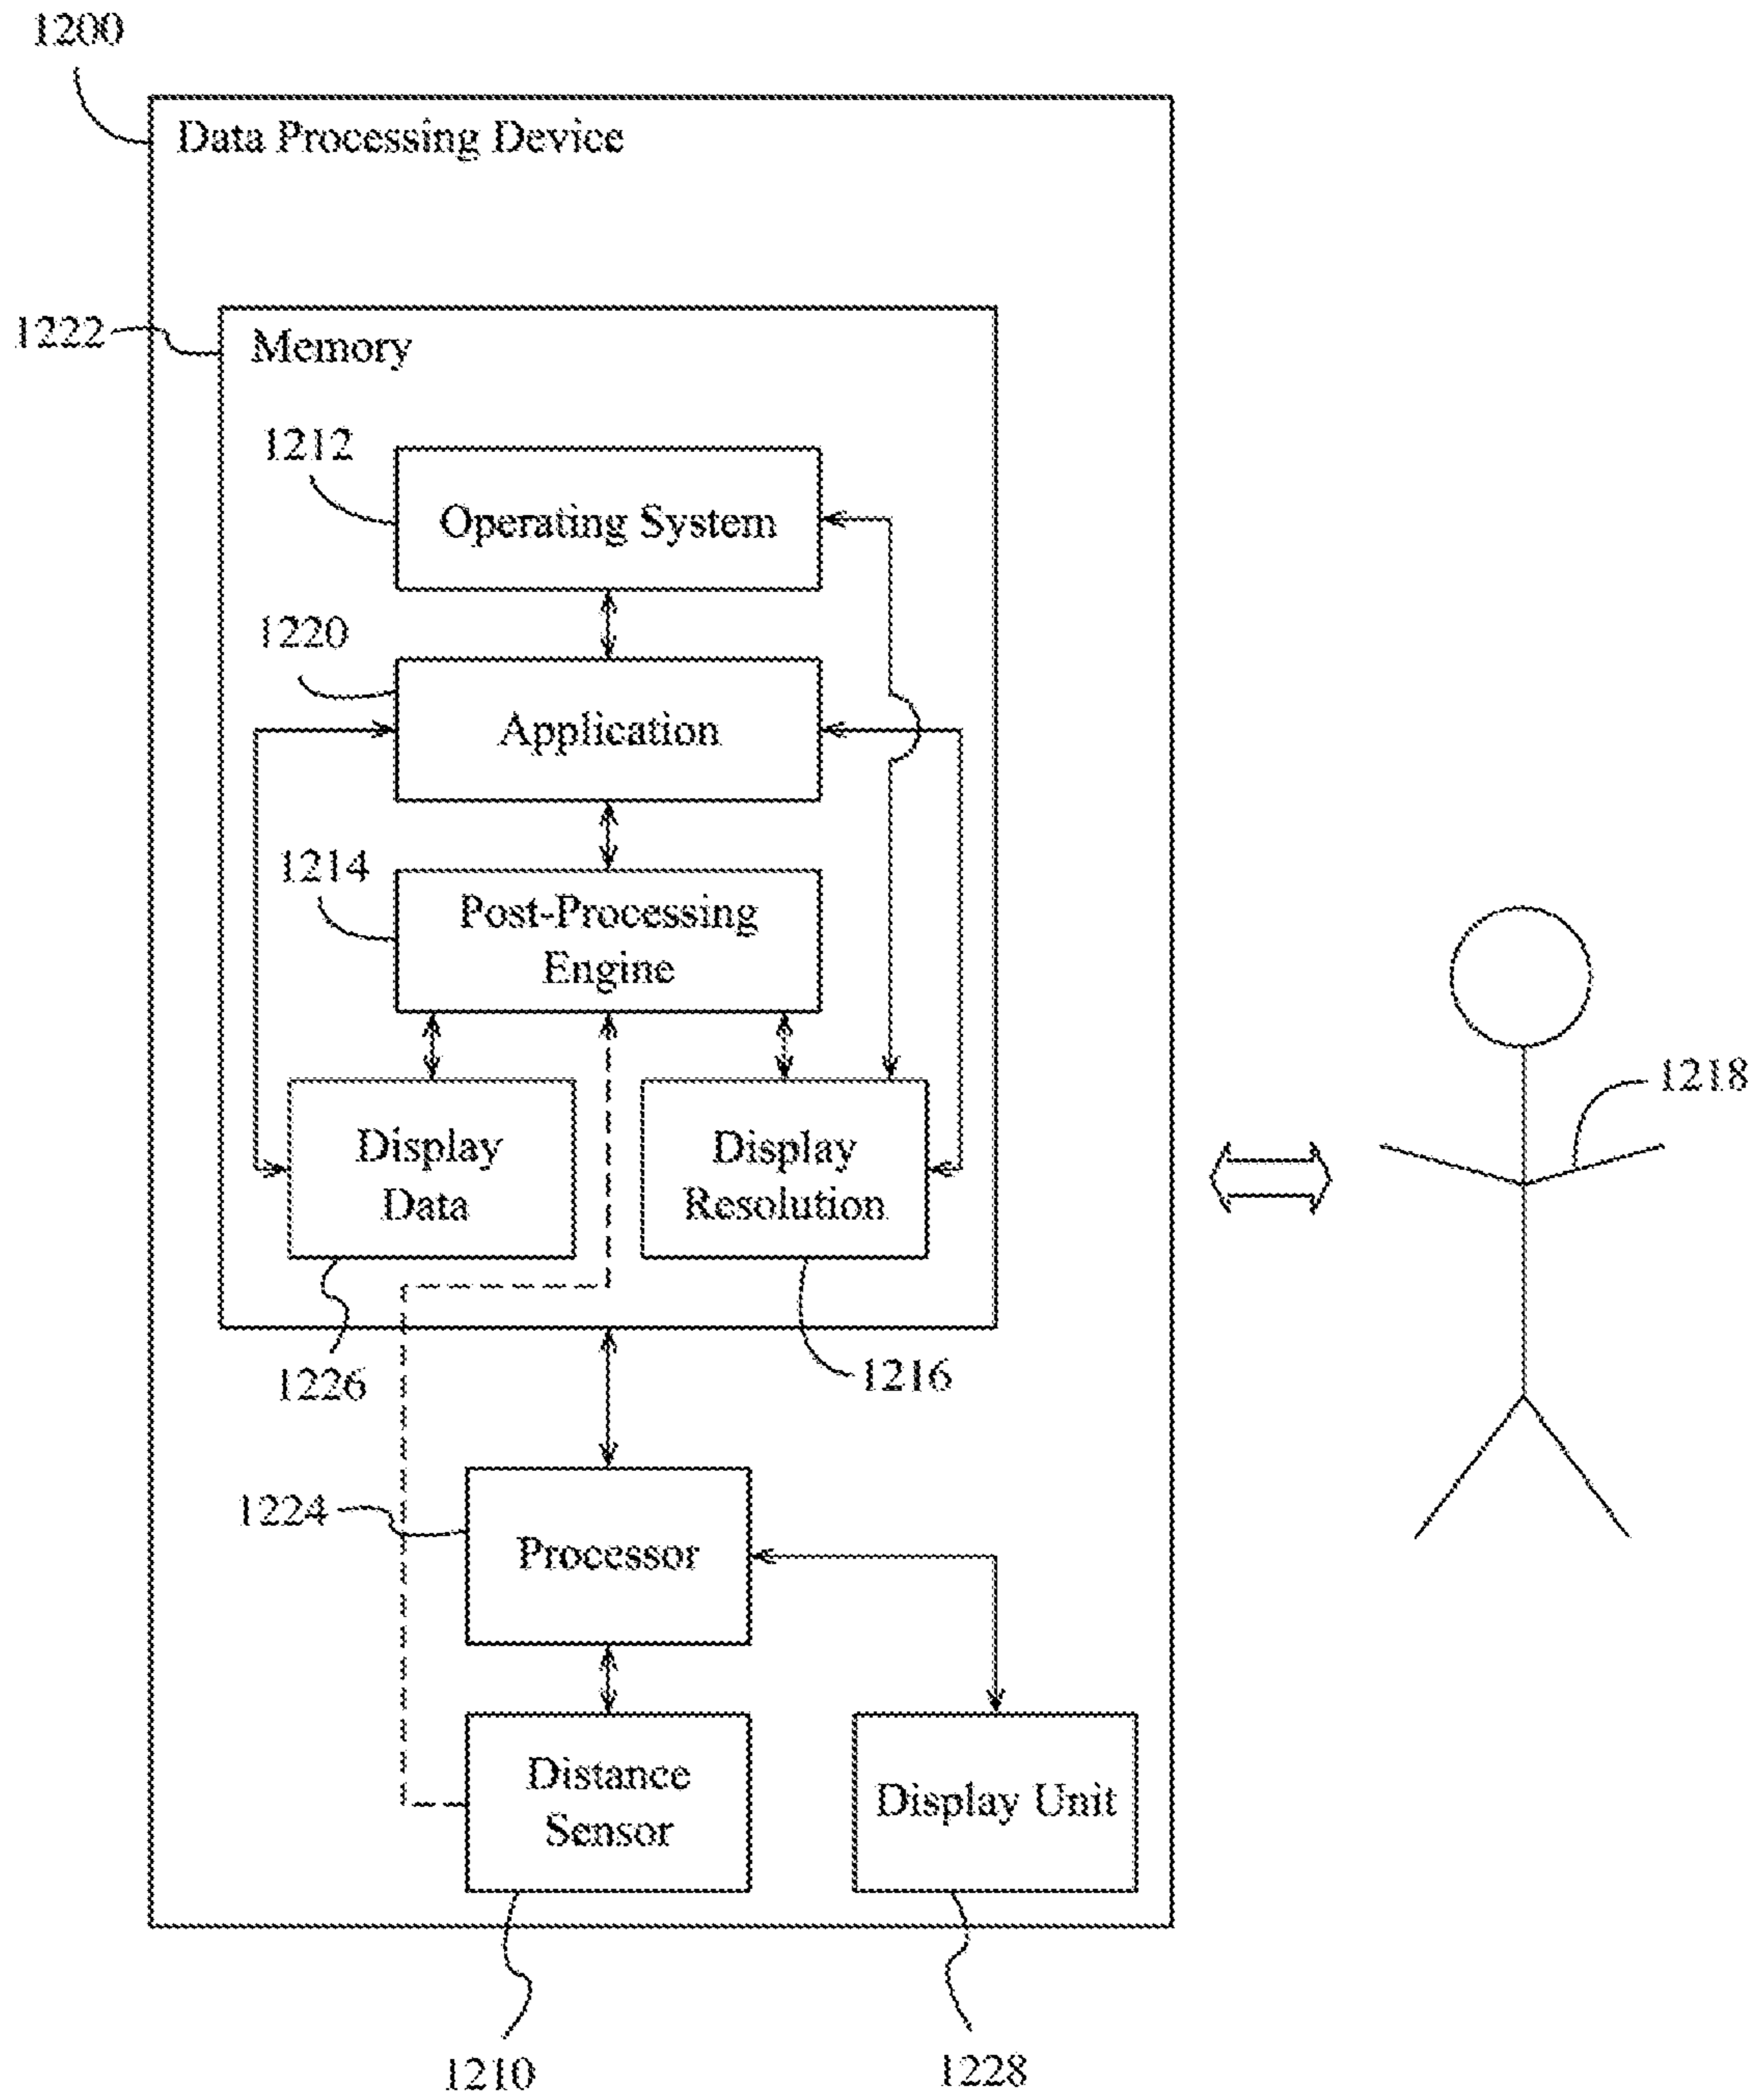 1200
Data Processing Device
1222
Memory
1212
Operating System
1220
Application
1214
Post-Processing
Engine
1218
Display
Data
Display
Resolution
1226
1216
1224
Processor
Distance
Sensor
Display Unit
1210
1228